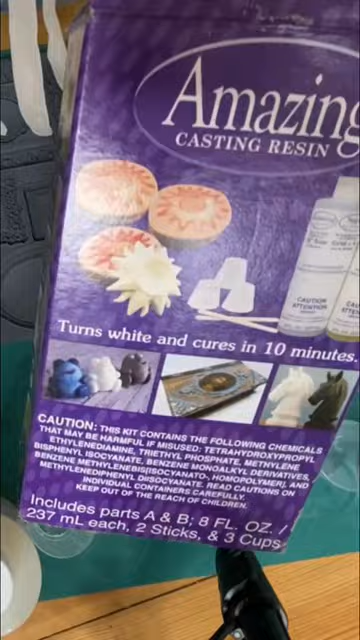 Amazing
CASTING RESIN
CAUTION
ATTENTION
Turns white and cures in 10 minutes.
CAUTION: THIS KIT CONTAINS THE FOLLOWING CHEMICALS
THAT MAY BE HARMFUL IF MISUSED: TETRAHYDROXYPROPYL
ETHYLENEDIAMINE, TRIETHYL PHOSPHATE, METHYLENE
BISPHENYL ISOCYANATE, BENZENE MONOALKYL DERIVATIVES,
BENZENE METHYLENEBIS(ISOCYANATO-, HOMOPOLYMER), AND
METHYLENEDIPHENYL DIISOCYANATE. READ CAUTIONS ON
INDIVIDUAL CONTAINERS CAREFULLY.
KEEP OUT OF THE REACH OF CHILDREN.
Includes parts A & B; 8 FL. OZ. /
237 mL each, 2 Sticks, & 3 Cups